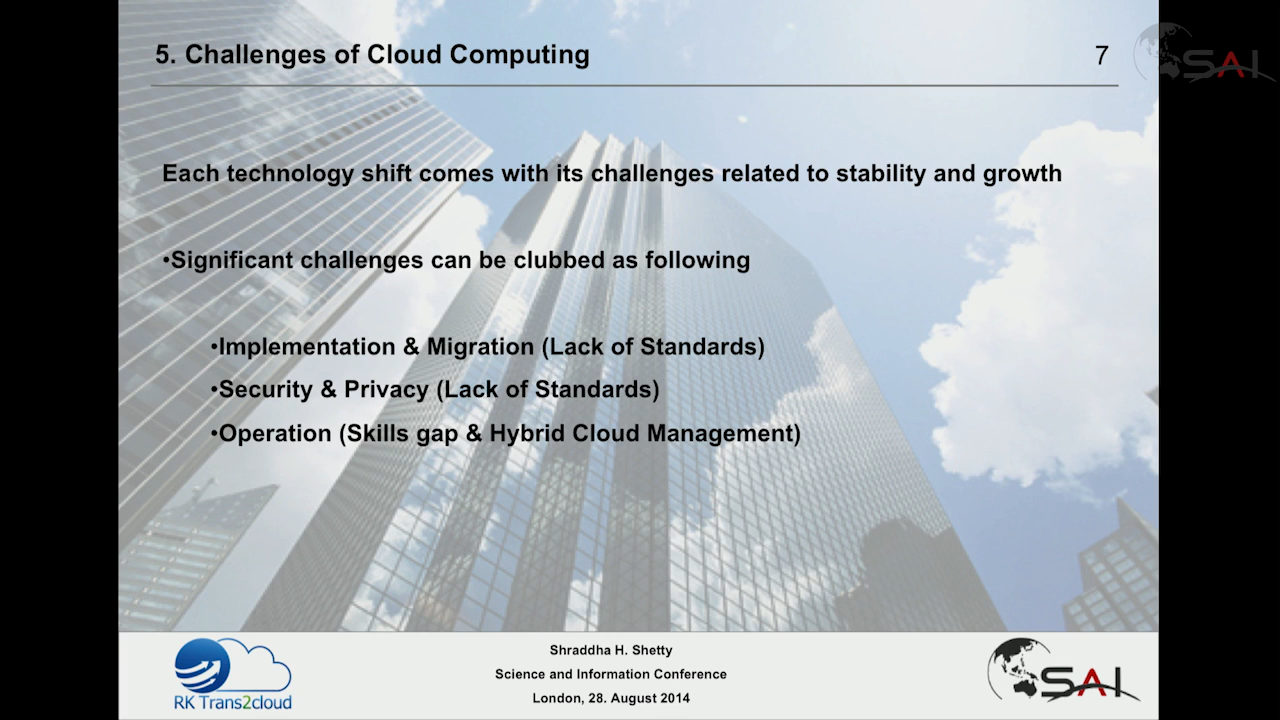 5. Challenges of Cloud Computing
7
SAI
Each technology shift comes with its challenges related to stability and growth
•Significant challenges can be clubbed as following
•Implementation & Migration (Lack of Standards)
•Security & Privacy (Lack of Standards)
•Operation (Skills gap & Hybrid Cloud Management)
Shraddha H. Shetty
Science and Information Conference
London, 28. August 2014
RK Trans2cloud
SAI